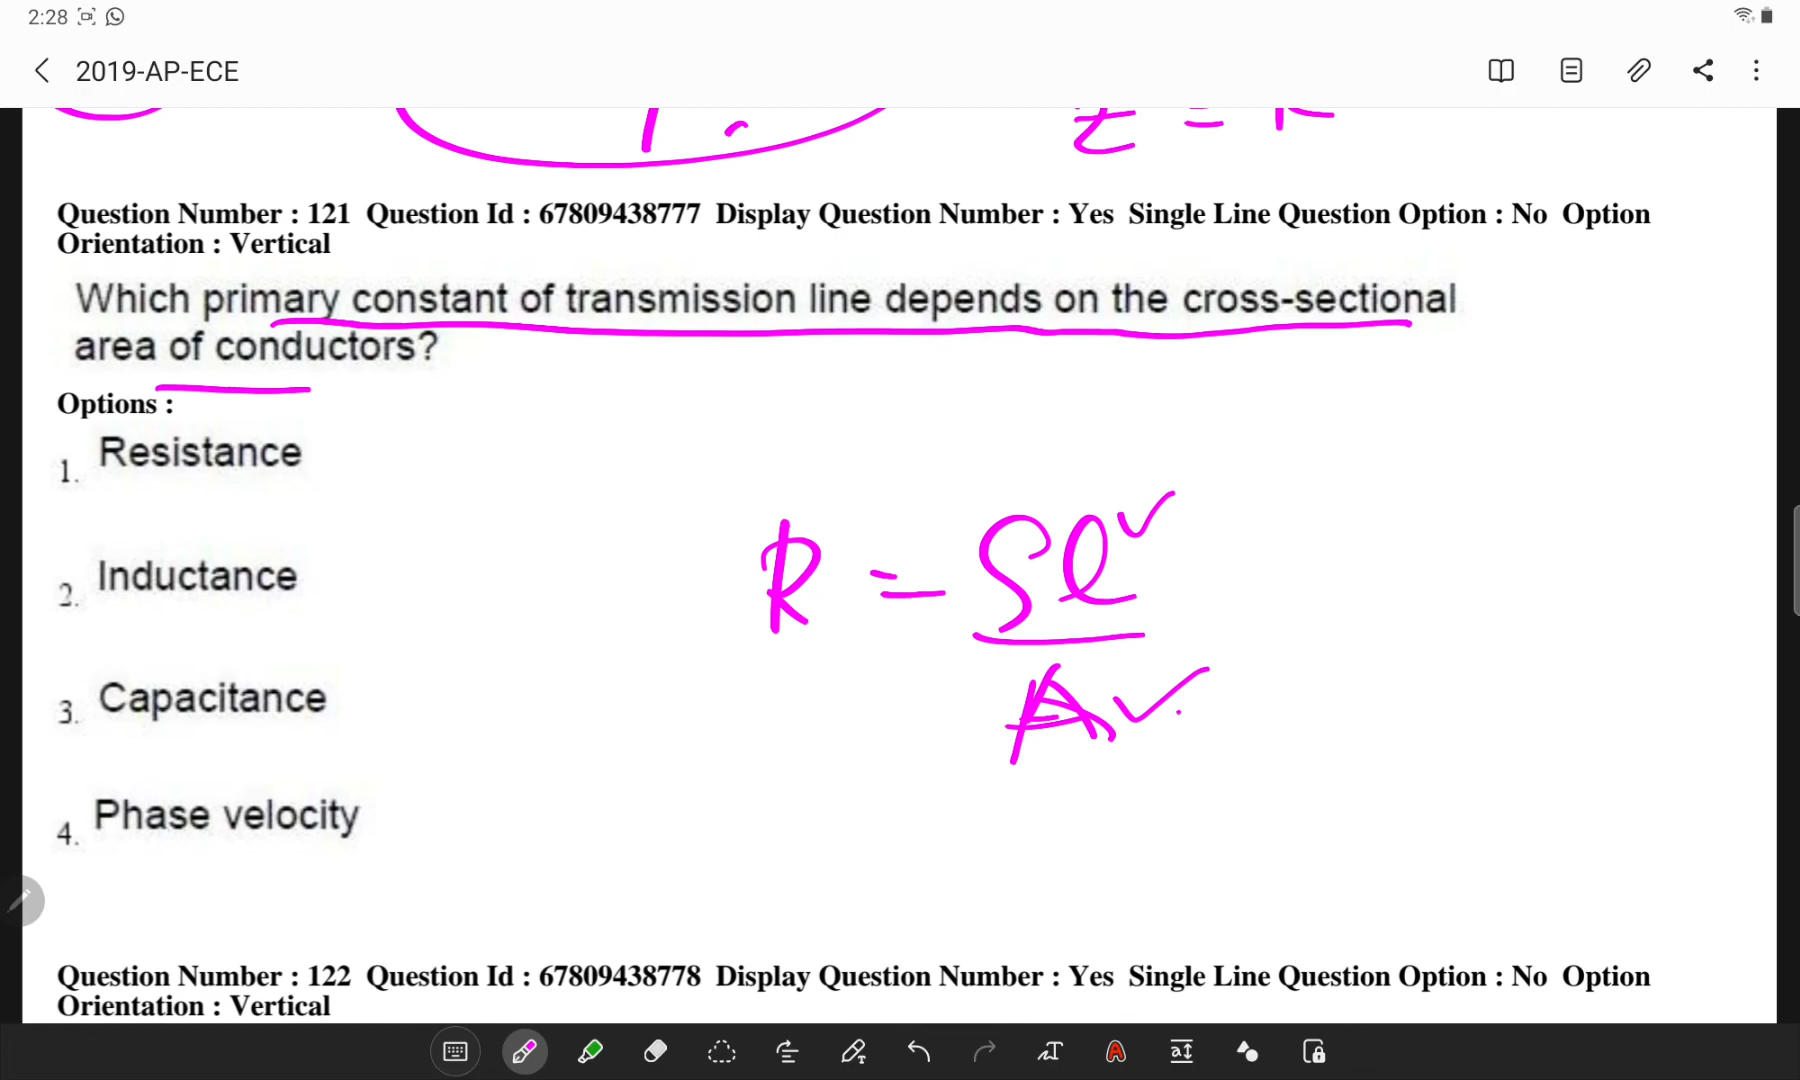 2:28
2019-AP-ECE
Z = R
Question Number : 121 Question Id : 67809438777 Display Question Number : Yes Single Line Question Option : No Option
Orientation : Vertical
Which primary constant of transmission line depends on the cross-sectional
area of conductors?
Options :
1. Resistance
R = Sl
A
2. Inductance
3. Capacitance
4. Phase velocity
Question Number : 122 Question Id : 67809438778 Display Question Number : Yes Single Line Question Option : No Option
Orientation : Vertical